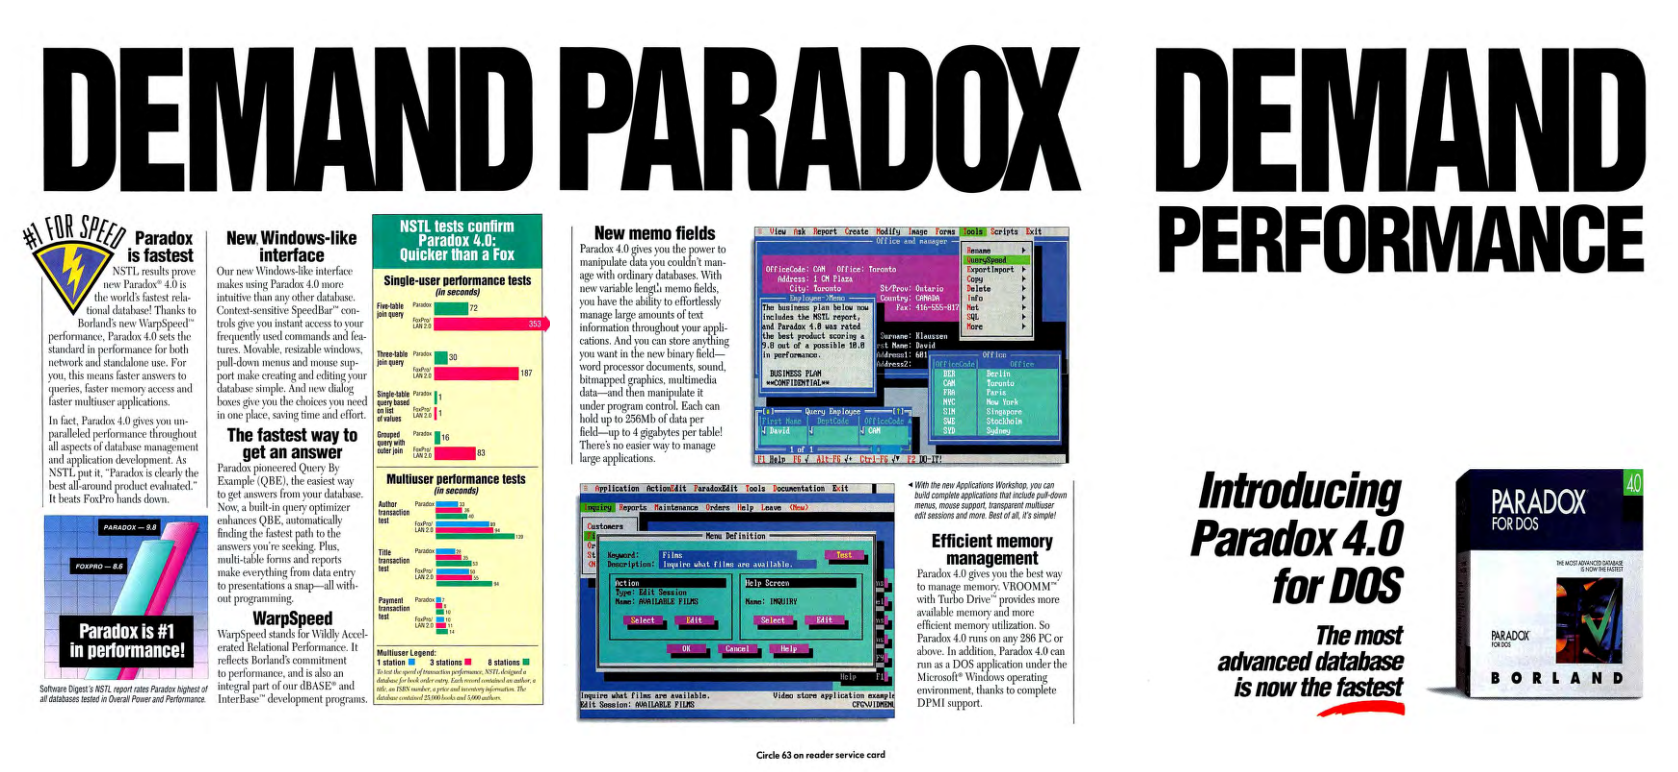 DEMAND PARADOX
#1 FOR SPEED
Paradox
is fastest
NSTL results prove
new Paradox® 4.0 is
the world's fastest rela-
tional database! Thanks to
Borland's new WarpSpeed™
performance, Paradox 4.0 sets the
standard in performance for both
network and standalone use. For
you, this means faster answers to
queries, faster memory access and
faster multiuser applications.
In fact, Paradox 4.0 gives you un-
paralleled performance throughout
all aspects of database management
and application development. As
NSTL put it, "Paradox is clearly the
best all-around product evaluated."
It beats FoxPro hands down.
PARADOX — 9.8
FOXPRO — 8.6
Paradox is #1
in performance!
Software Digest's NSTL report rates Paradox highest of
all databases tested in Overall Power and Performance.
New Windows-like
interface
Our new Windows-like interface
makes using Paradox 4.0 more
intuitive than any other database.
Context-sensitive SpeedBar™ con-
trols give you instant access to your
frequently used commands and fea-
tures. Movable, resizable windows,
pull-down menus and mouse sup-
port make creating and editing your
database simple. And new dialog
boxes give you the choices you need
in one place, saving time and effort.
The fastest way to
get an answer
Paradox pioneered Query By
Example (QBE), the easiest way
to get answers from your database.
Now, a built-in query optimizer
enhances QBE, automatically
finding the fastest path to the
answers you're seeking. Plus,
multi-table forms and reports
make everything from data entry
to presentations a snap—all with-
out programming.
WarpSpeed
WarpSpeed stands for Wildly Accel-
erated Relational Performance. It
reflects Borland's commitment
to performance, and is also an
integral part of our dBASE® and
InterBase™ development programs.
NSTL tests confirm
Paradox 4.0:
Quicker than a Fox
Single-user performance tests
(in seconds)
Five-table
join query
Paradox 72
FoxPro/
LAN 2.0 353
Three-table
join query
Paradox 30
FoxPro/
LAN 2.0 187
Single-table
query based
on list
of values
Paradox 1
FoxPro/
LAN 2.0 1
Grouped
query with
outer join
Paradox 16
FoxPro/
LAN 2.0 83
Multiuser performance tests
(in seconds)
Author
transaction
test
Paradox
FoxPro/
LAN 2.0
Title
transaction
test
Paradox
FoxPro/
LAN 2.0
Payment
transaction
test
Paradox 7
9
10
FoxPro/
LAN 2.0 10
11
14
Multiuser Legend:
1 station 3 stations 8 stations
To test the speed of transaction performance, NSTL designed a
database for book order entry. Each record contained an author, a
title, an ISBN number, a price and inventory information. The
database contained 25,000 books and 5,000 authors.
New memo fields
Paradox 4.0 gives you the power to
manipulate data you couldn't man-
age with ordinary databases. With
new variable length memo fields,
you have the ability to effortlessly
manage large amounts of text
information throughout your appli-
cations. And you can store anything
you want in the new binary field—
word processor documents, sound,
bitmapped graphics, multimedia
data—and then manipulate it
under program control. Each can
hold up to 256Mb of data per
field—up to 4 gigabytes per table!
There's no easier way to manage
large applications.
View Ask Report Create Modify Image Forms Tools Scripts Exit
Office and manager
OfficeCode: CAN Office: Toronto
Address: 1 CN Plaza
City: Toronto St/Prov: Ontario
Country: CANADA
Fax: 416-555-017
Rename
QuerySpeed
ExportImport
Copy
Delete
Info
Net
SQL
More
Employee->Memo
The business plan below now
includes the NSTL report,
and Paradox 4.0 was rated
the best product scoring a
9.8 out of a possible 10.0
in performance.
BUSINESS PLAN
**CONFIDENTIAL**
Surname: Klaussen
st Name: David
Address1: 601
Address2:
Office
OfficeCode Office
BER Berlin
CAN Toronto
FRA Paris
NYC New York
SIN Singapore
SWE Stockholm
SYD Sydney
Query Employee
First Name DeptCode OfficeCode
David CAN
1 of 1
F1 Help F6 √ Alt-F6 √+ Ctrl-F6 √▼ F2 DO-IT!
Application ActionEdit ParadoxEdit Tools Documentation Exit
Inquiry Reports Maintenance Orders Help Leave (New)
Customers
Menu Definition
Keyword: Films
Description: Inquire what films are available.
Test
Action
Type: Edit Session
Name: AVAILABLE FILMS
Select Edit
Help Screen
Name: INQUIRY
Select Edit
OK Cancel Help
Help
Inquire what films are available. Video store application example
Edit Session: AVAILABLE FILMS
◄ With the new Applications Workshop, you can
build complete applications that include pull-down
menus, mouse support, transparent multiuser
edit sessions and more. Best of all, it's simple!
Efficient memory
management
Paradox 4.0 gives you the best way
to manage memory. VROOMM™
with Turbo Drive™ provides more
available memory and more
efficient memory utilization. So
Paradox 4.0 runs on any 286 PC or
above. In addition, Paradox 4.0 can
run as a DOS application under the
Microsoft® Windows operating
environment, thanks to complete
DPMI support.
Circle 63 on reader service card
DEMAND
PERFORMANCE
Introducing
Paradox 4.0
for DOS
The most
advanced database
is now the fastest
4.0
PARADOX
FOR DOS
THE MOST ADVANCED DATABASE
IS NOW THE FASTEST
PARADOX
FOR DOS
BORLAND